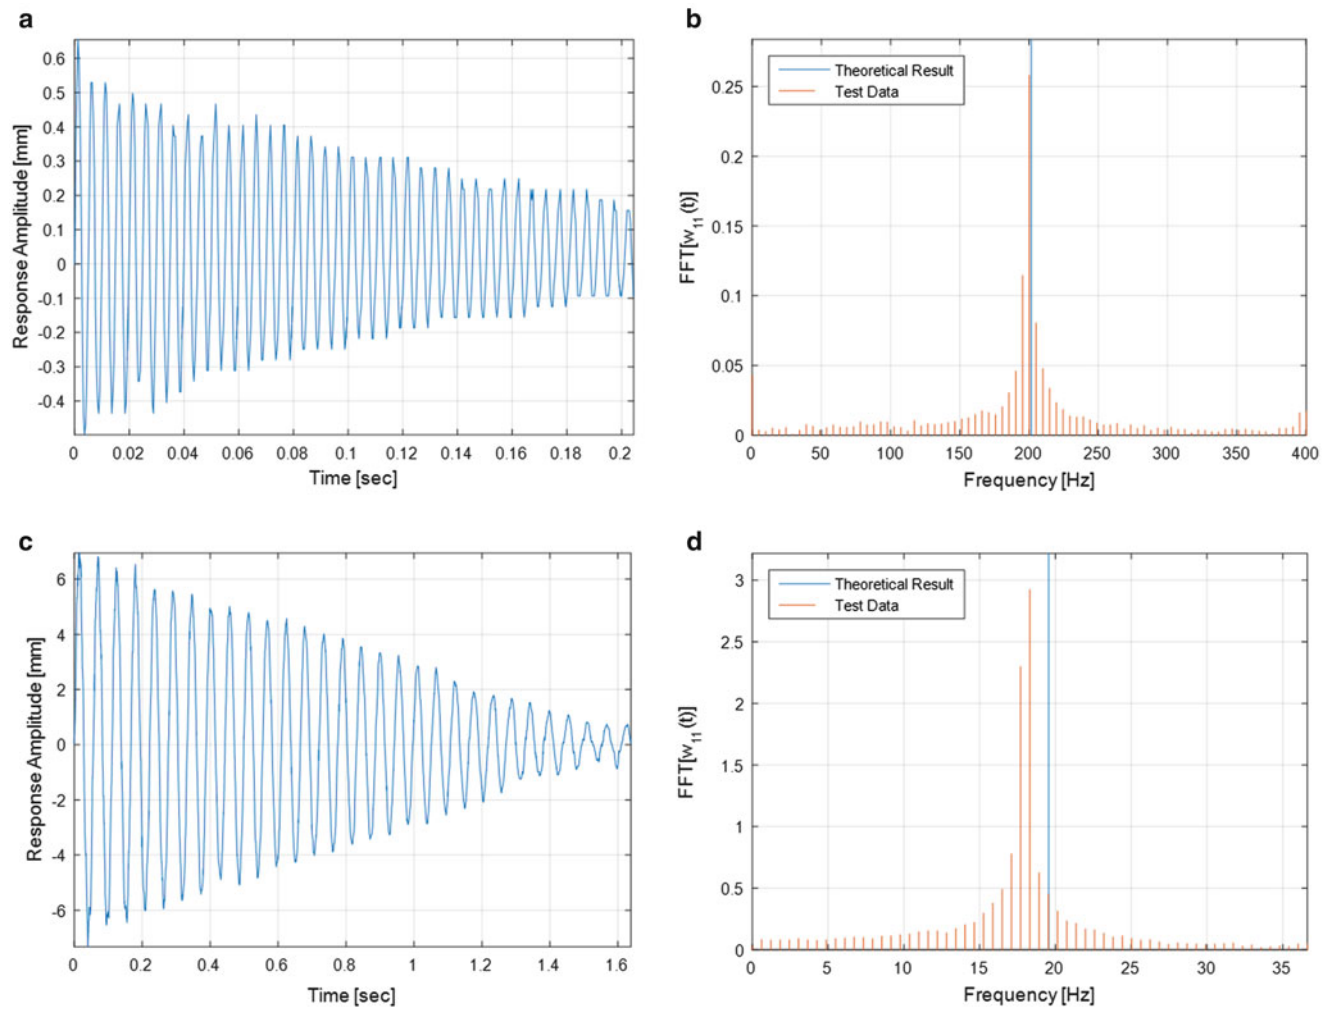 a
Response Amplitude [mm]
0.6
0.5
0.4
0.3
0.2
0.1
0
-0.1
-0.2
-0.3
-0.4
0 0.02 0.04 0.06 0.08 0.1 0.12 0.14 0.16 0.18 0.2
Time [sec]
b
Theoretical Result
Test Data
FFT[w11(t)]
0.25
0.2
0.15
0.1
0.05
0
0 50 100 150 200 250 300 350 400
Frequency [Hz]
c
Response Amplitude [mm]
6
4
2
0
-2
-4
-6
0 0.2 0.4 0.6 0.8 1 1.2 1.4 1.6
Time [sec]
d
Theoretical Result
Test Data
FFT[w11(t)]
3
2.5
2
1.5
1
0.5
0
0 5 10 15 20 25 30 35
Frequency [Hz]